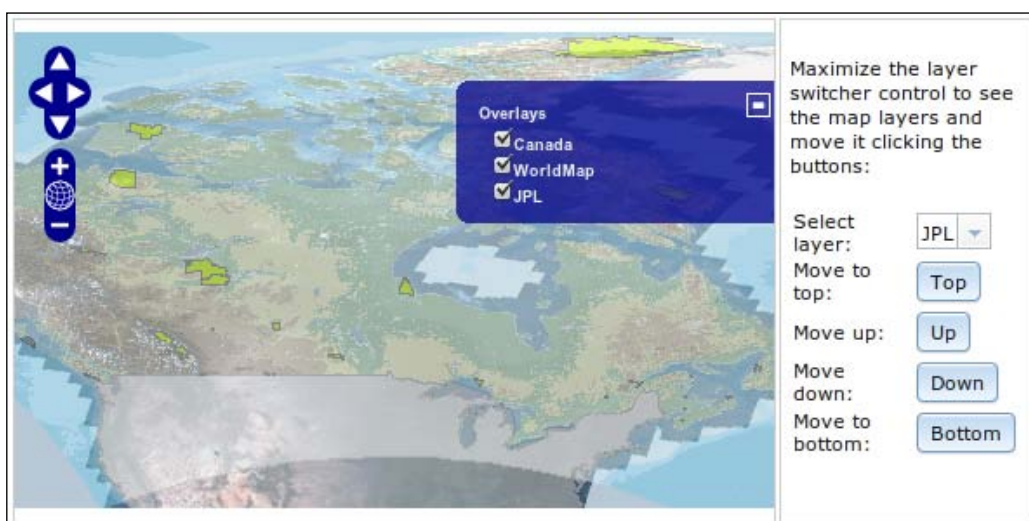 Overlays
Canada
WorldMap
JPL
Maximize the layer
switcher control to see
the map layers and
move it clicking the
buttons:
Select
layer:
JPL
Move to
top:
Top
Move up:
Up
Move
down:
Down
Move to
bottom:
Bottom